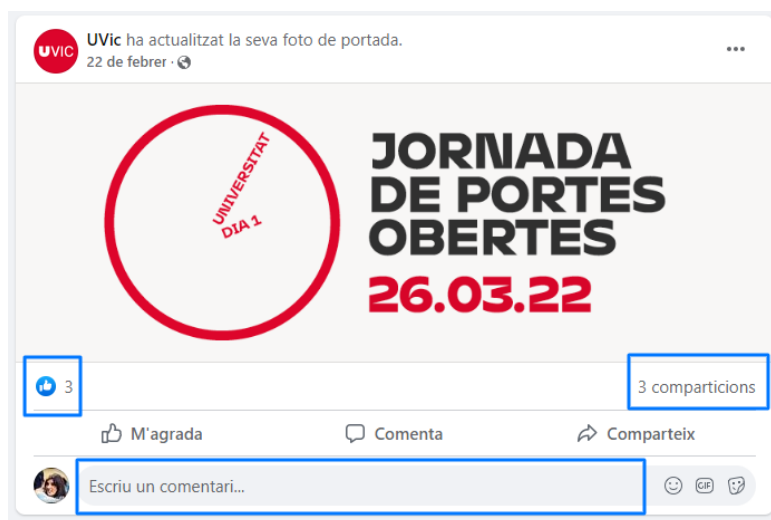 UVIC
UVic ha actualitzat la seva foto de portada.
22 de febrer ·
UNIVERSITAT
DIA 1
JORNADA
DE PORTES
OBERTES
26.03.22
3
3 comparticions
M'agrada
Comenta
Comparteix
Escriu un comentari...
GIF